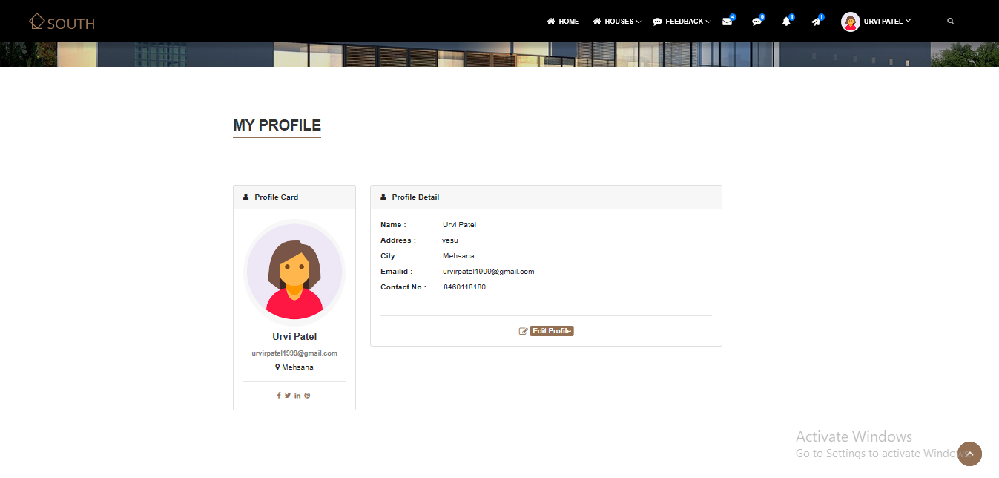 SOUTH
HOME HOUSES FEEDBACK 4 0 1 1 URVI PATEL
MY PROFILE
Profile Card
Urvi Patel
urvirpatel1999@gmail.com
Mehsana
Profile Detail
Name : Urvi Patel
Address : vesu
City : Mehsana
Emailid : urvirpatel1999@gmail.com
Contact No : 8460118180
Edit Profile
Activate Windows
Go to Settings to activate Windows.